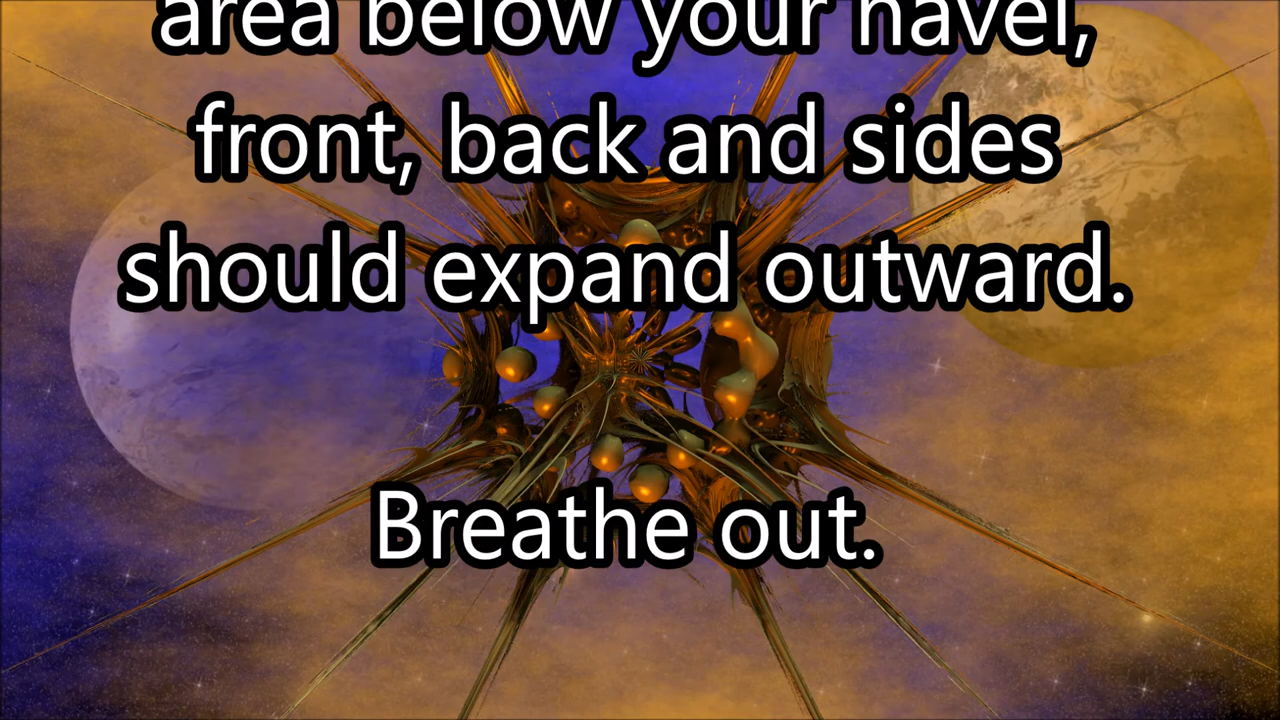 area below your navel,
front, back and sides
should expand outward.
Breathe out.